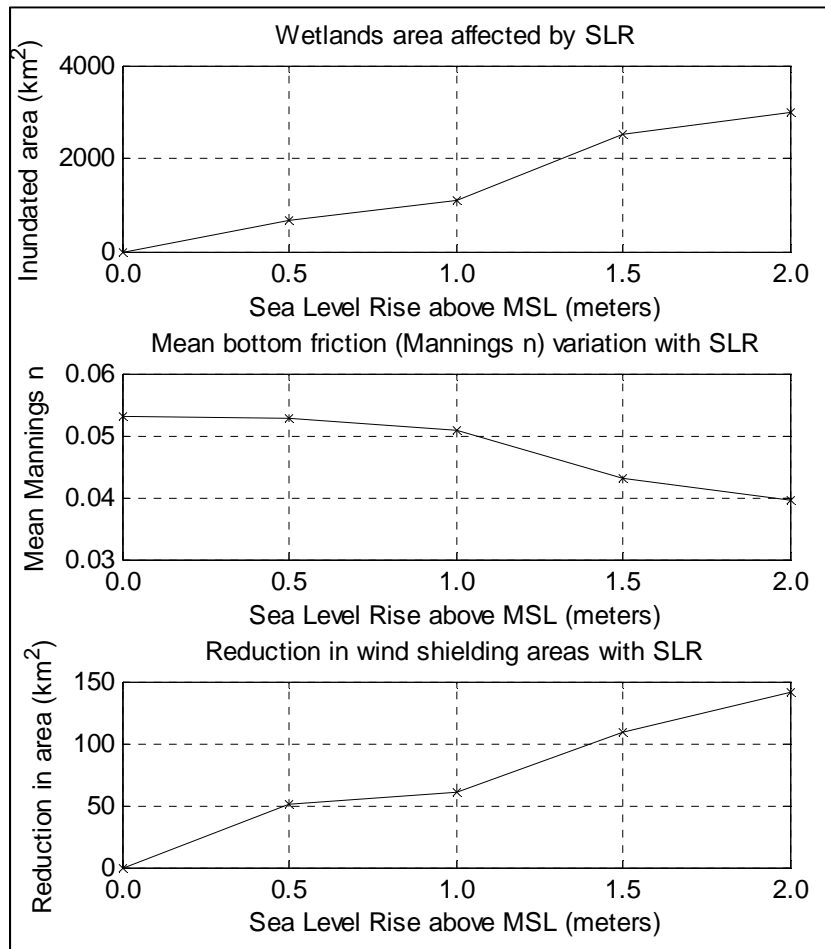 Wetlands area affected by SLR
Inundated area (km²)
4000
2000
0
0.0 0.5 1.0 1.5 2.0
Sea Level Rise above MSL (meters)
Mean bottom friction (Mannings n) variation with SLR
Mean Mannings n
0.06
0.05
0.04
0.03
0.0 0.5 1.0 1.5 2.0
Sea Level Rise above MSL (meters)
Reduction in wind shielding areas with SLR
Reduction in area (km²)
150
100
50
0
0.0 0.5 1.0 1.5 2.0
Sea Level Rise above MSL (meters)